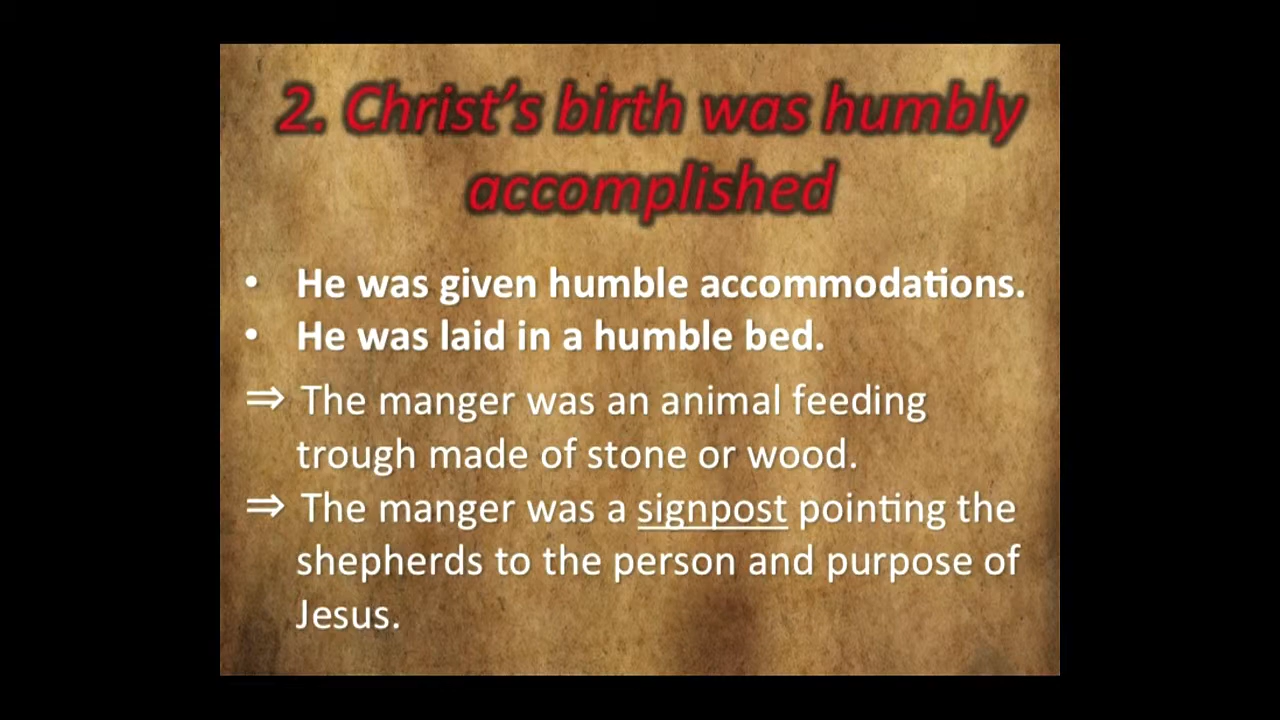 2. Christ's birth was humbly
accomplished
• He was given humble accommodations.
• He was laid in a humble bed.
⇒ The manger was an animal feeding
trough made of stone or wood.
⇒ The manger was a signpost pointing the
shepherds to the person and purpose of
Jesus.